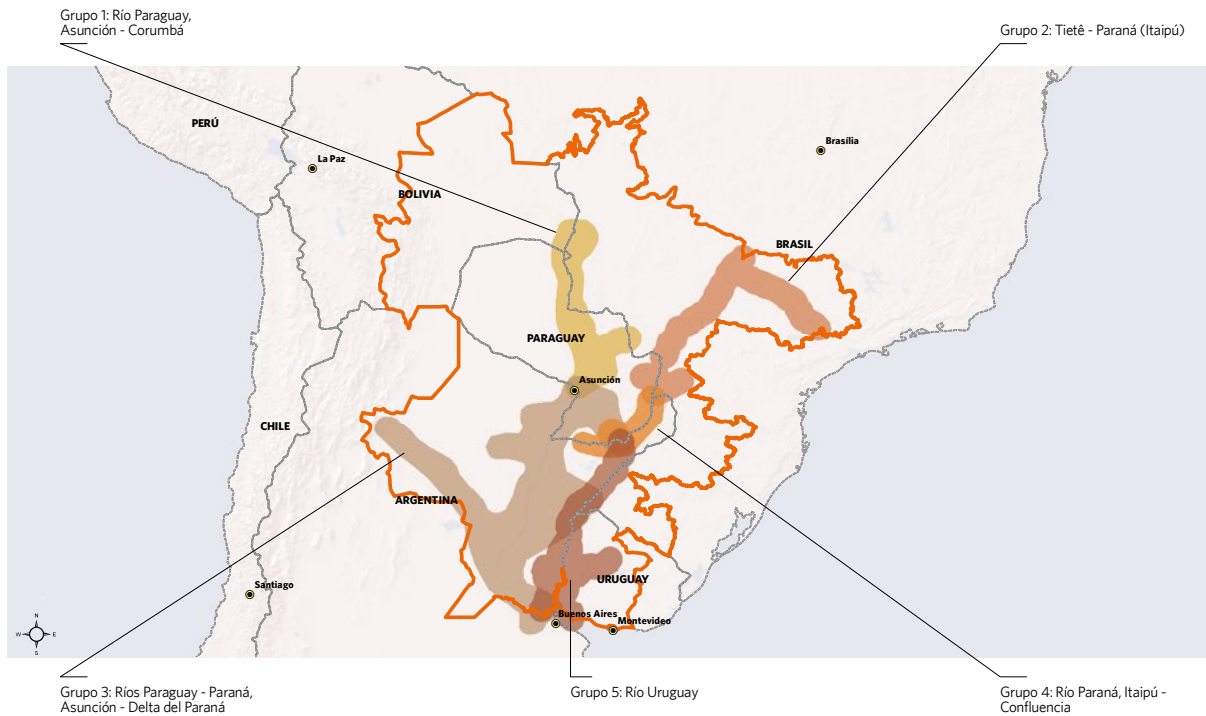 Grupo 1: Río Paraguay,
Asunción - Corumbá
Grupo 2: Tietê - Paraná (Itaipú)
PERÚ
Brasília
La Paz
BOLIVIA
BRASIL
PARAGUAY
Asunción
CHILE
ARGENTINA
Santiago
URUGUAY
Buenos Aires
Montevideo
N
W
E
S
Grupo 3: Ríos Paraguay - Paraná,
Asunción - Delta del Paraná
Grupo 5: Río Uruguay
Grupo 4: Río Paraná, Itaipú -
Confluencia